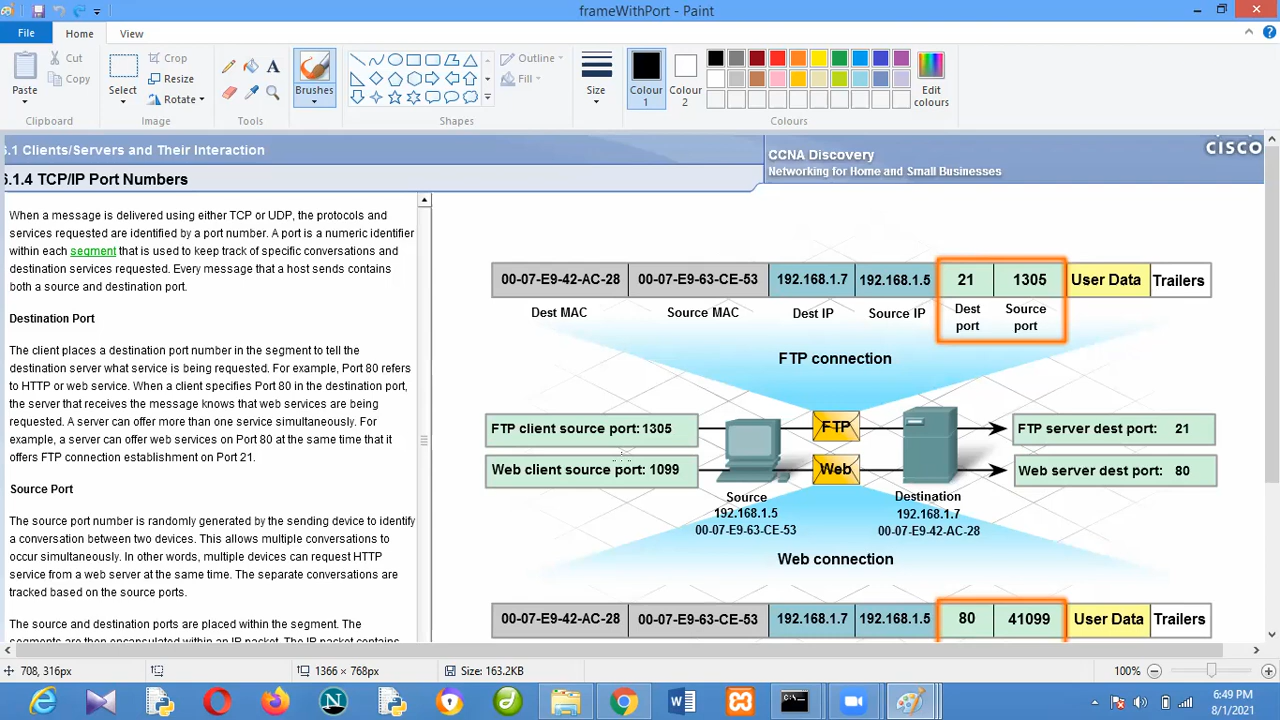 frameWithPort - Paint
File
Home
View
Paste
Cut
Copy
Clipboard
Select
Crop
Resize
Rotate
Image
Tools
Brushes
Outline
Fill
Shapes
Size
Colour 1
Colour 2
Edit colours
Colours
6.1 Clients/Servers and Their Interaction
CCNA Discovery
Networking for Home and Small Businesses
CISCO
6.1.4 TCP/IP Port Numbers
When a message is delivered using either TCP or UDP, the protocols and
services requested are identified by a port number. A port is a numeric identifier
within each segment that is used to keep track of specific conversations and
destination services requested. Every message that a host sends contains
both a source and destination port.
Destination Port
The client places a destination port number in the segment to tell the
destination server what service is being requested. For example, Port 80 refers
to HTTP or web service. When a client specifies Port 80 in the destination port,
the server that receives the message knows that web services are being
requested. A server can offer more than one service simultaneously. For
example, a server can offer web services on Port 80 at the same time that it
offers FTP connection establishment on Port 21.
Source Port
The source port number is randomly generated by the sending device to identify
a conversation between two devices. This allows multiple conversations to
occur simultaneously. In other words, multiple devices can request HTTP
service from a web server at the same time. The separate conversations are
tracked based on the source ports.
The source and destination ports are placed within the segment. The
segments are then encapsulated within an IP packet. The IP packet contains
00-07-E9-42-AC-28 00-07-E9-63-CE-53 192.168.1.7 192.168.1.5 21 1305 User Data Trailers
Dest MAC Source MAC Dest IP Source IP Dest port Source port
FTP connection
FTP client source port: 1305
FTP
FTP server dest port: 21
Web client source port: 1099
Web
Web server dest port: 80
Source
192.168.1.5
00-07-E9-63-CE-53
Destination
192.168.1.7
00-07-E9-42-AC-28
Web connection
00-07-E9-42-AC-28 00-07-E9-63-CE-53 192.168.1.7 192.168.1.5 80 41099 User Data Trailers
708, 316px
1366 × 768px
Size: 163.2KB
100%
6:49 PM
8/1/2021